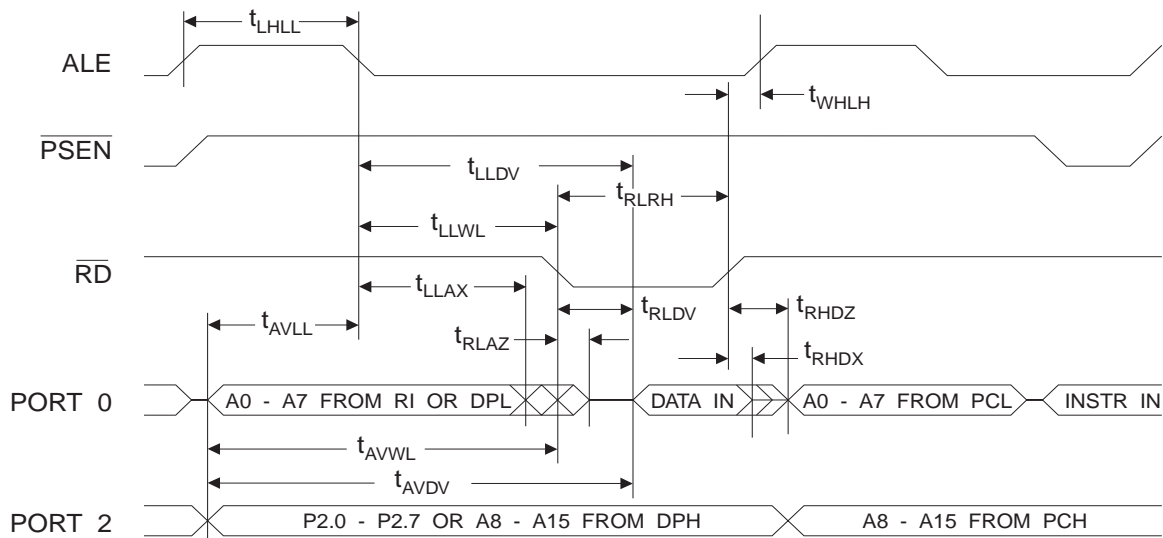 tLHLL
ALE
tWHLH
PSEN
tLLDV
tRLRH
tLLWL
RD
tLLAX
tRLDV
tRHDZ
tAVLL
tRLAZ
tRHDX
PORT 0
A0 - A7 FROM RI OR DPL
DATA IN
A0 - A7 FROM PCL
INSTR IN
tAVWL
tAVDV
PORT 2
P2.0 - P2.7 OR A8 - A15 FROM DPH
A8 - A15 FROM PCH